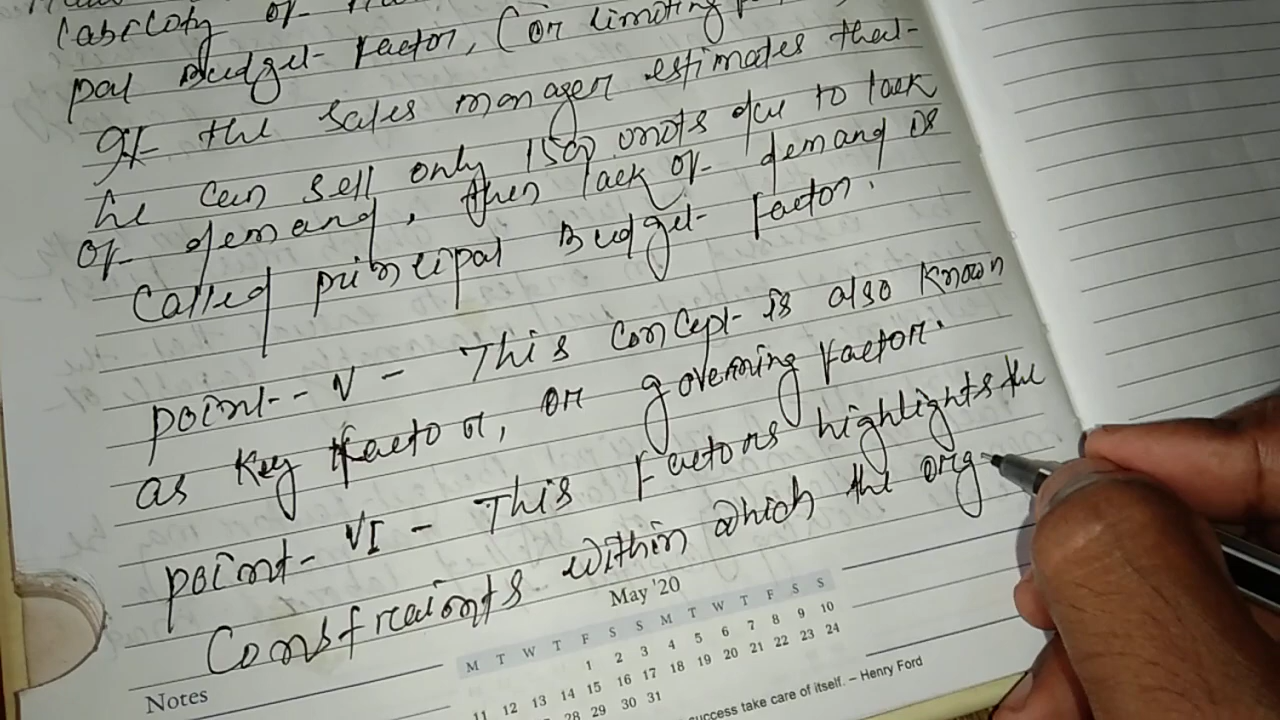 of
pal Budget Factor, (or limiting
If the sales manager estimates that
he can sell only 1500 units due to lack
of demand, then lack of demand is
called principal Budget Factor.
point - V - This concept is also known
as key factor, or governing Factor.
point - VI - This Factors highlights the
Constraints within which the org
Notes
May '20
M T W T F S S M T W T F S S
1 2 3 4 5 6 7 8 9 10
11 12 13 14 15 16 17 18 19 20 21 22 23 24
28 29 30 31
success take care of itself. – Henry Ford